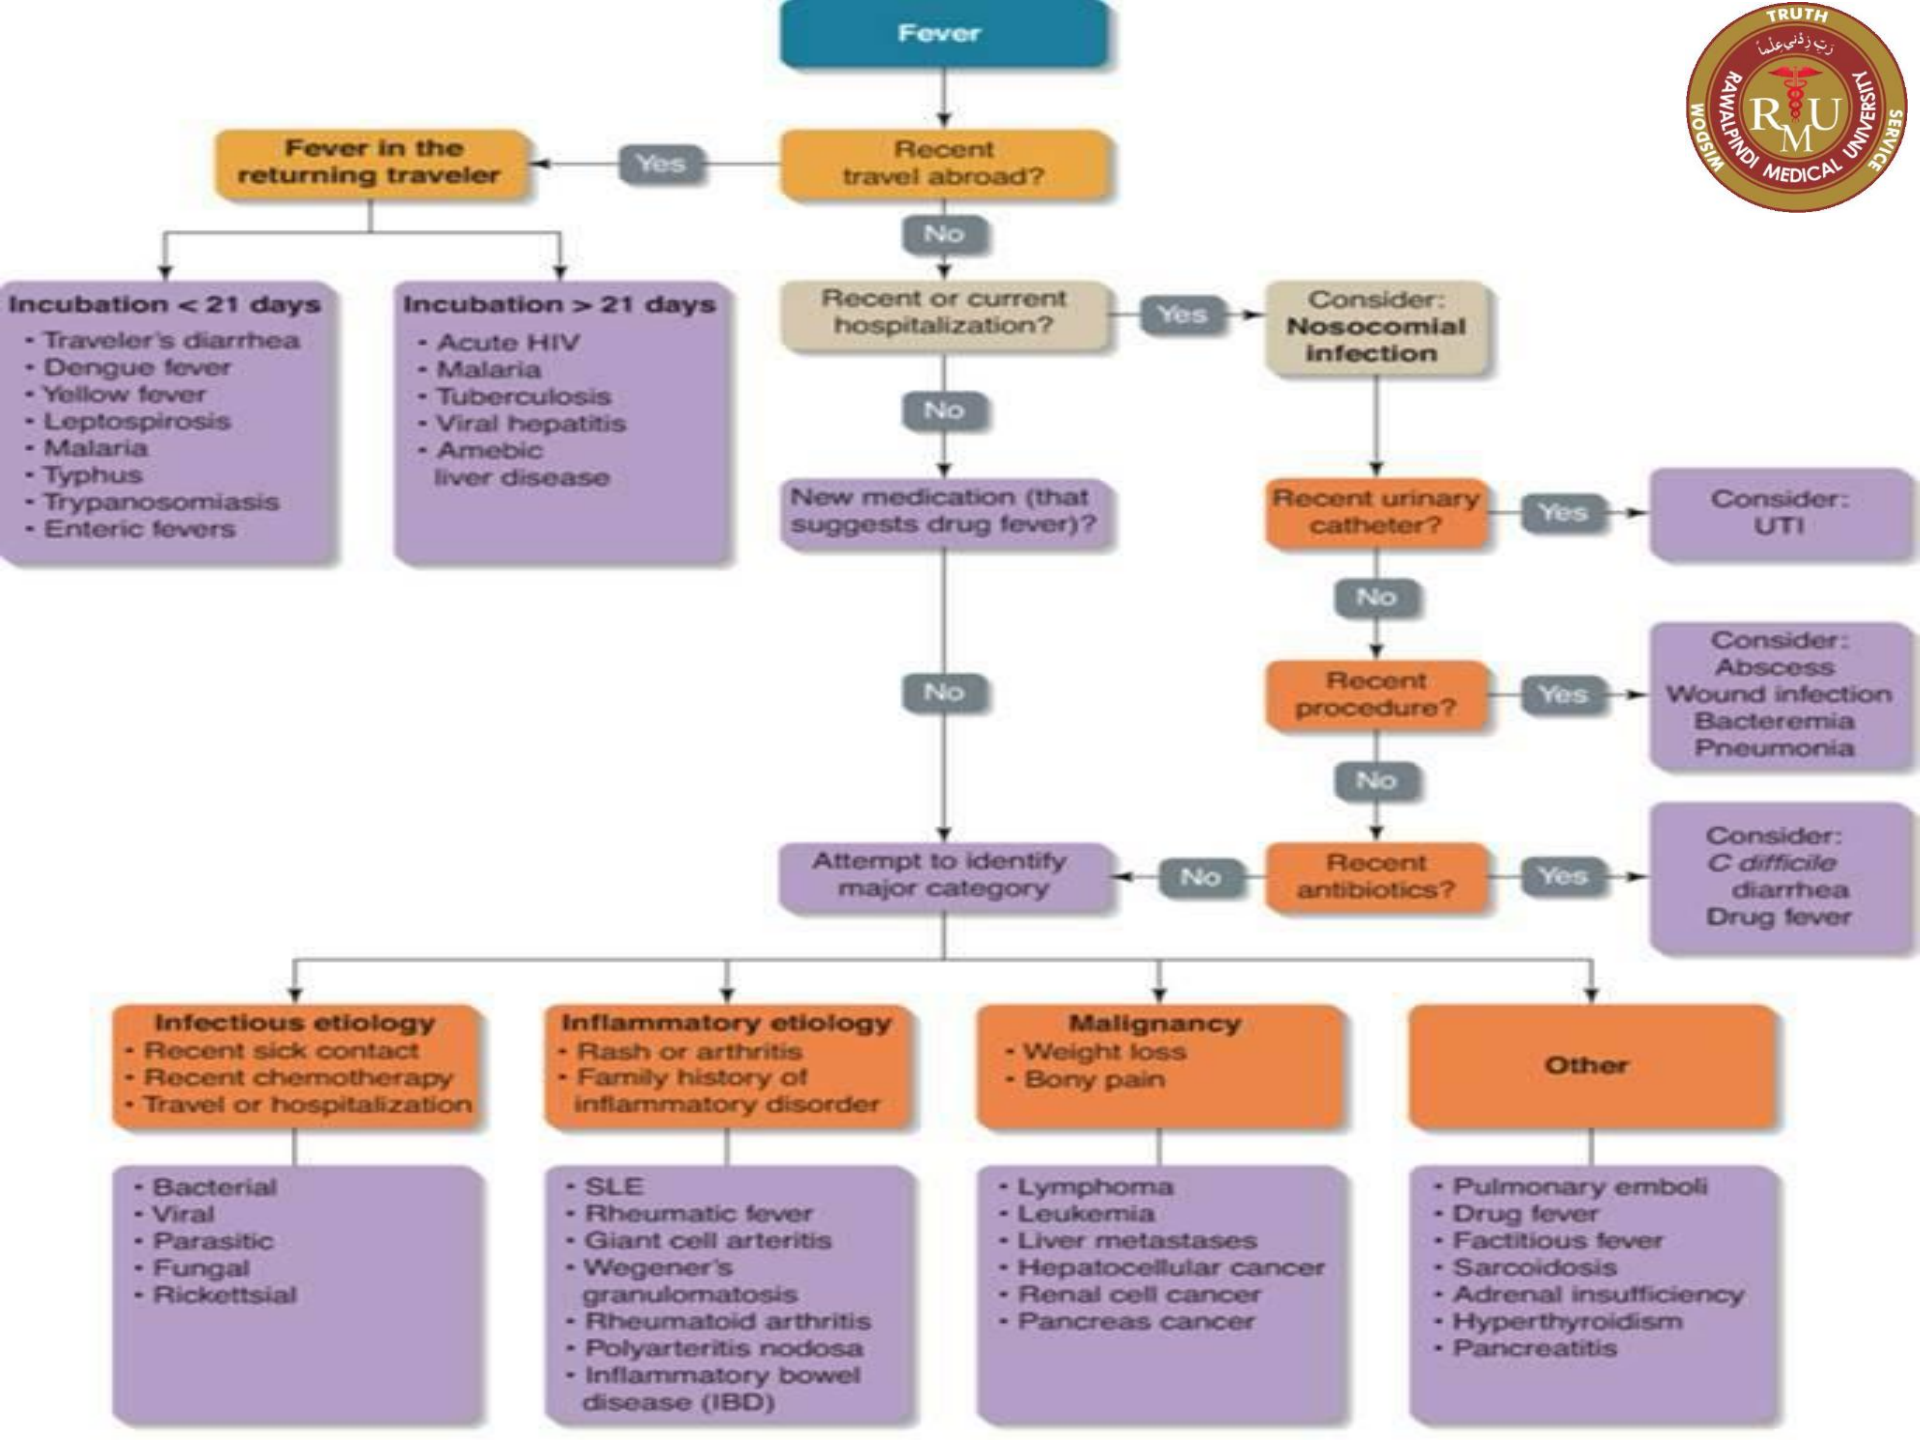 Fever
TRUTH
رَبِّ زِدْنِي عِلْمًا
WISDOM
RAWALPINDI MEDICAL UNIVERSITY
SERVICE
RMU
Fever in the
returning traveler
Yes
Recent
travel abroad?
No
Incubation < 21 days
• Traveler's diarrhea
• Dengue fever
• Yellow fever
• Leptospirosis
• Malaria
• Typhus
• Trypanosomiasis
• Enteric fevers
Incubation > 21 days
• Acute HIV
• Malaria
• Tuberculosis
• Viral hepatitis
• Amebic
liver disease
Recent or current
hospitalization?
Yes
Consider:
Nosocomial
infection
No
New medication (that
suggests drug fever)?
Recent urinary
catheter?
Yes
Consider:
UTI
No
No
Recent
procedure?
Yes
Consider:
Abscess
Wound infection
Bacteremia
Pneumonia
No
Attempt to identify
major category
No
Recent
antibiotics?
Yes
Consider:
C difficile
diarrhea
Drug fever
Infectious etiology
• Recent sick contact
• Recent chemotherapy
• Travel or hospitalization
Inflammatory etiology
• Rash or arthritis
• Family history of
inflammatory disorder
Malignancy
• Weight loss
• Bony pain
Other
• Bacterial
• Viral
• Parasitic
• Fungal
• Rickettsial
• SLE
• Rheumatic fever
• Giant cell arteritis
• Wegener's
granulomatosis
• Rheumatoid arthritis
• Polyarteritis nodosa
• Inflammatory bowel
disease (IBD)
• Lymphoma
• Leukemia
• Liver metastases
• Hepatocellular cancer
• Renal cell cancer
• Pancreas cancer
• Pulmonary emboli
• Drug fever
• Factitious fever
• Sarcoidosis
• Adrenal insufficiency
• Hyperthyroidism
• Pancreatitis